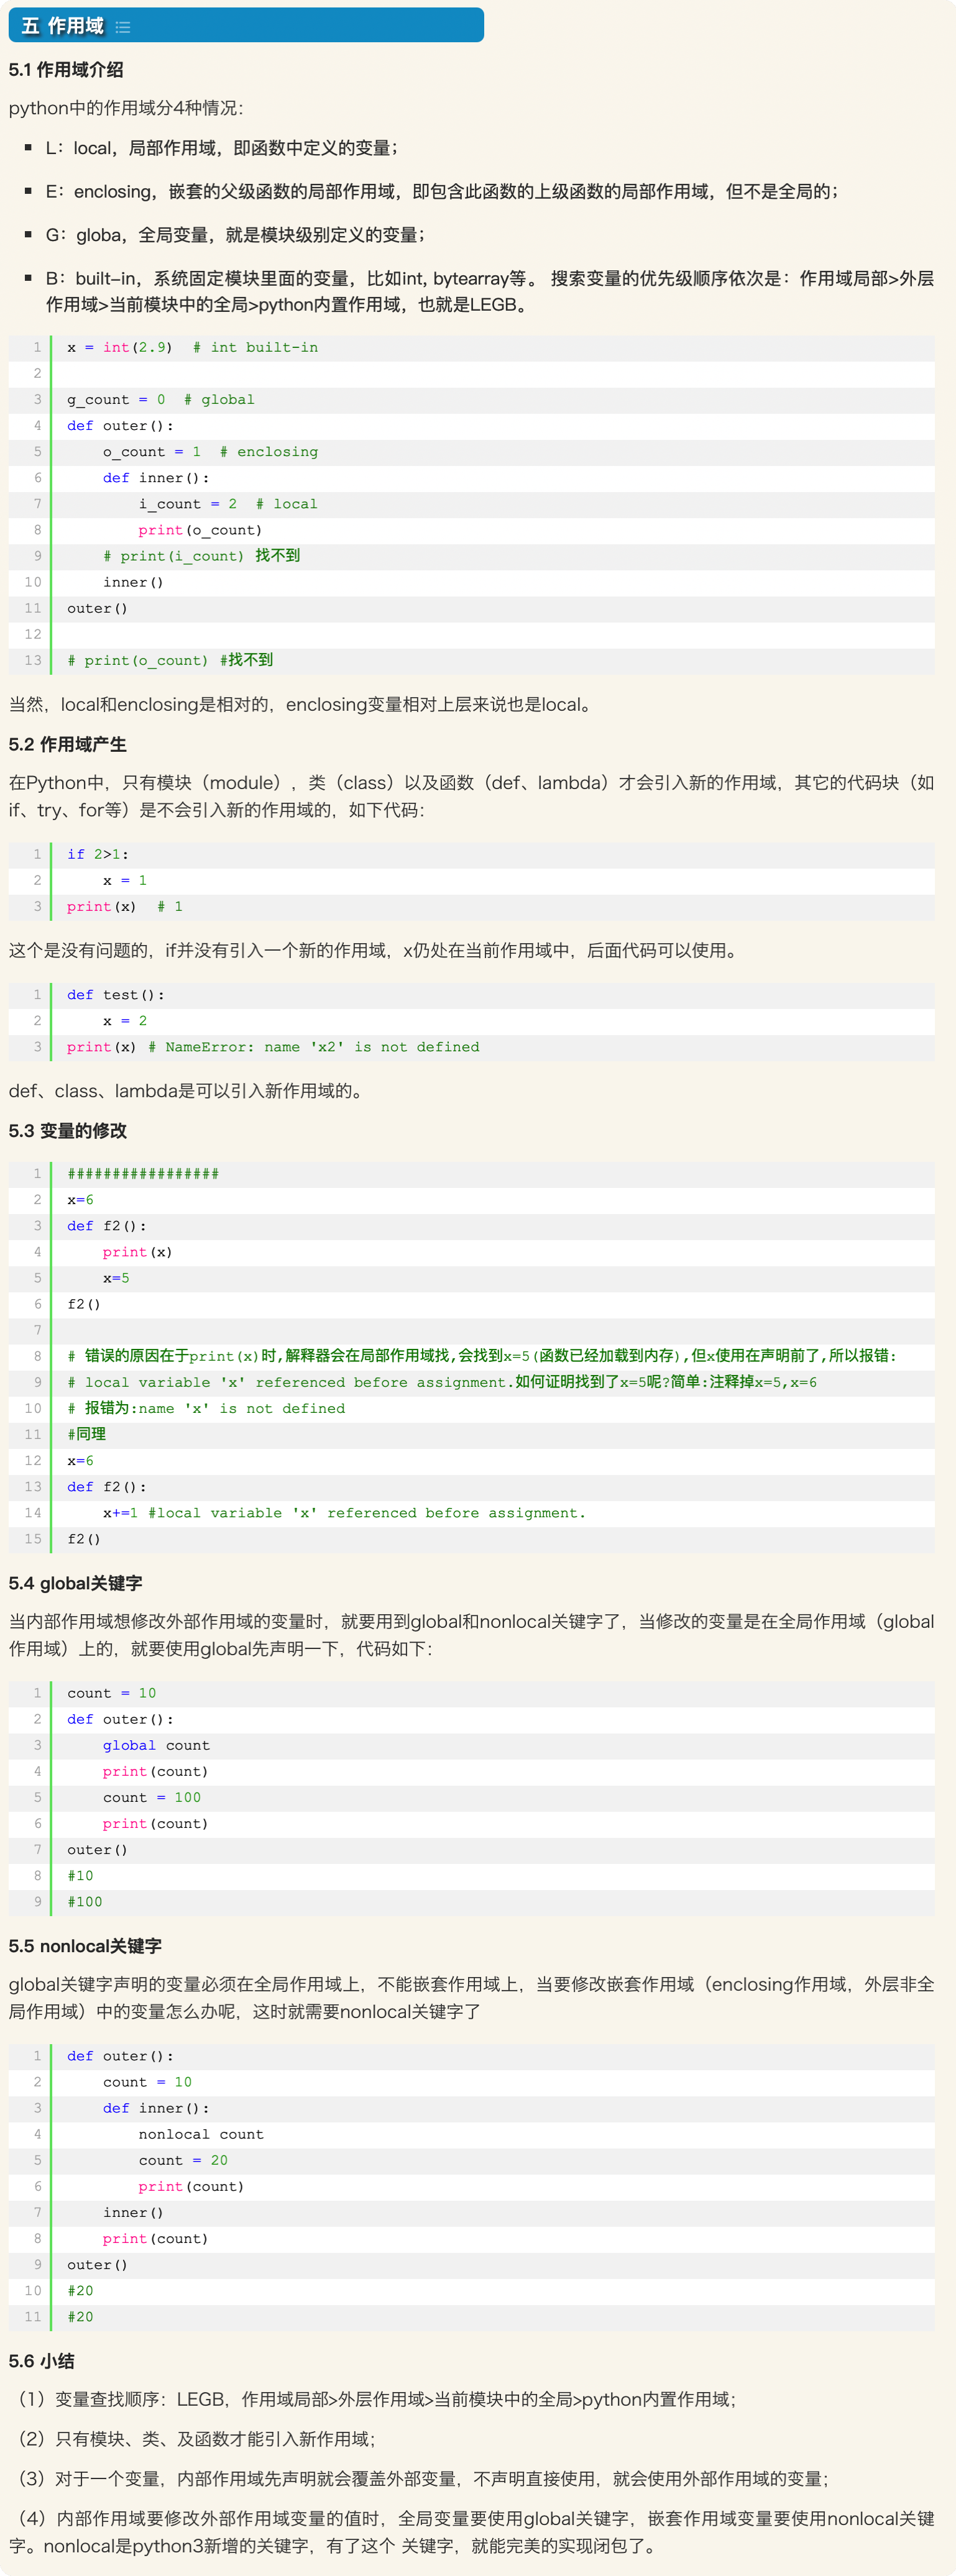 五 作用域
5.1 作用域介绍
python中的作用域分4种情况：
L：local，局部作用域，即函数中定义的变量；
E：enclosing，嵌套的父级函数的局部作用域，即包含此函数的上级函数的局部作用域，但不是全局的；
G：globa，全局变量，就是模块级别定义的变量；
B：built-in，系统固定模块里面的变量，比如int, bytearray等。 搜索变量的优先级顺序依次是：作用域局部>外层
作用域>当前模块中的全局>python内置作用域，也就是LEGB。
1 x = int(2.9)  # int built-in
2
3 g_count = 0  # global
4 def outer():
5     o_count = 1  # enclosing
6     def inner():
7         i_count = 2  # local
8         print(o_count)
9     # print(i_count) 找不到
10     inner()
11 outer()
12
13 # print(o_count) #找不到
当然，local和enclosing是相对的，enclosing变量相对上层来说也是local。
5.2 作用域产生
在Python中，只有模块（module），类（class）以及函数（def、lambda）才会引入新的作用域，其它的代码块（如
if、try、for等）是不会引入新的作用域的，如下代码：
1 if 2>1:
2     x = 1
3 print(x)  # 1
这个是没有问题的，if并没有引入一个新的作用域，x仍处在当前作用域中，后面代码可以使用。
1 def test():
2     x = 2
3 print(x) # NameError: name 'x2' is not defined
def、class、lambda是可以引入新作用域的。
5.3 变量的修改
1 #################
2 x=6
3 def f2():
4     print(x)
5     x=5
6 f2()
7
8 # 错误的原因在于print(x)时,解释器会在局部作用域找,会找到x=5(函数已经加载到内存),但x使用在声明前了,所以报错:
9 # local variable 'x' referenced before assignment.如何证明找到了x=5呢?简单:注释掉x=5,x=6
10 # 报错为:name 'x' is not defined
11 #同理
12 x=6
13 def f2():
14     x+=1 #local variable 'x' referenced before assignment.
15 f2()
5.4 global关键字
当内部作用域想修改外部作用域的变量时，就要用到global和nonlocal关键字了，当修改的变量是在全局作用域（global
作用域）上的，就要使用global先声明一下，代码如下：
1 count = 10
2 def outer():
3     global count
4     print(count)
5     count = 100
6     print(count)
7 outer()
8 #10
9 #100
5.5 nonlocal关键字
global关键字声明的变量必须在全局作用域上，不能嵌套作用域上，当要修改嵌套作用域（enclosing作用域，外层非全
局作用域）中的变量怎么办呢，这时就需要nonlocal关键字了
1 def outer():
2     count = 10
3     def inner():
4         nonlocal count
5         count = 20
6         print(count)
7     inner()
8     print(count)
9 outer()
10 #20
11 #20
5.6 小结
（1）变量查找顺序：LEGB，作用域局部>外层作用域>当前模块中的全局>python内置作用域；
（2）只有模块、类、及函数才能引入新作用域；
（3）对于一个变量，内部作用域先声明就会覆盖外部变量，不声明直接使用，就会使用外部作用域的变量；
（4）内部作用域要修改外部作用域变量的值时，全局变量要使用global关键字，嵌套作用域变量要使用nonlocal关键
字。nonlocal是python3新增的关键字，有了这个 关键字，就能完美的实现闭包了。